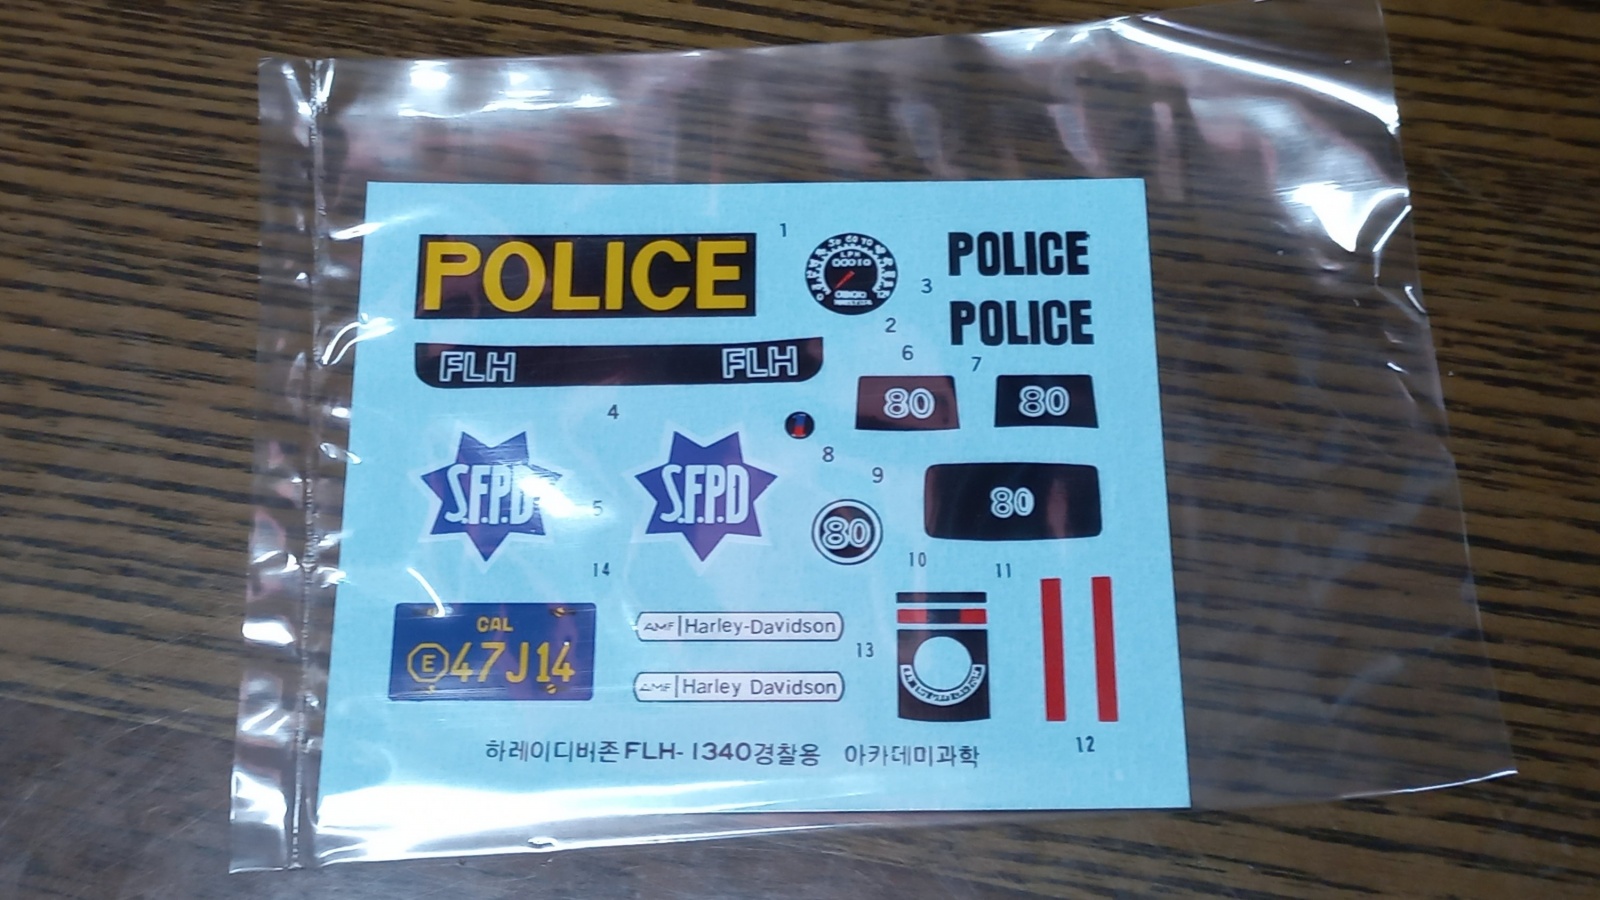 POLICE
1
POLICE
3
POLICE
2
FLH FLH
6
7
80
80
4
8
9
S.F.P.D
5
S.F.P.D
80
80
14
10
11
CAL
E 47J14
AMF Harley-Davidson
13
AMF Harley Davidson
12
하레이디버존 FLH-1340경찰용 아카데미과학